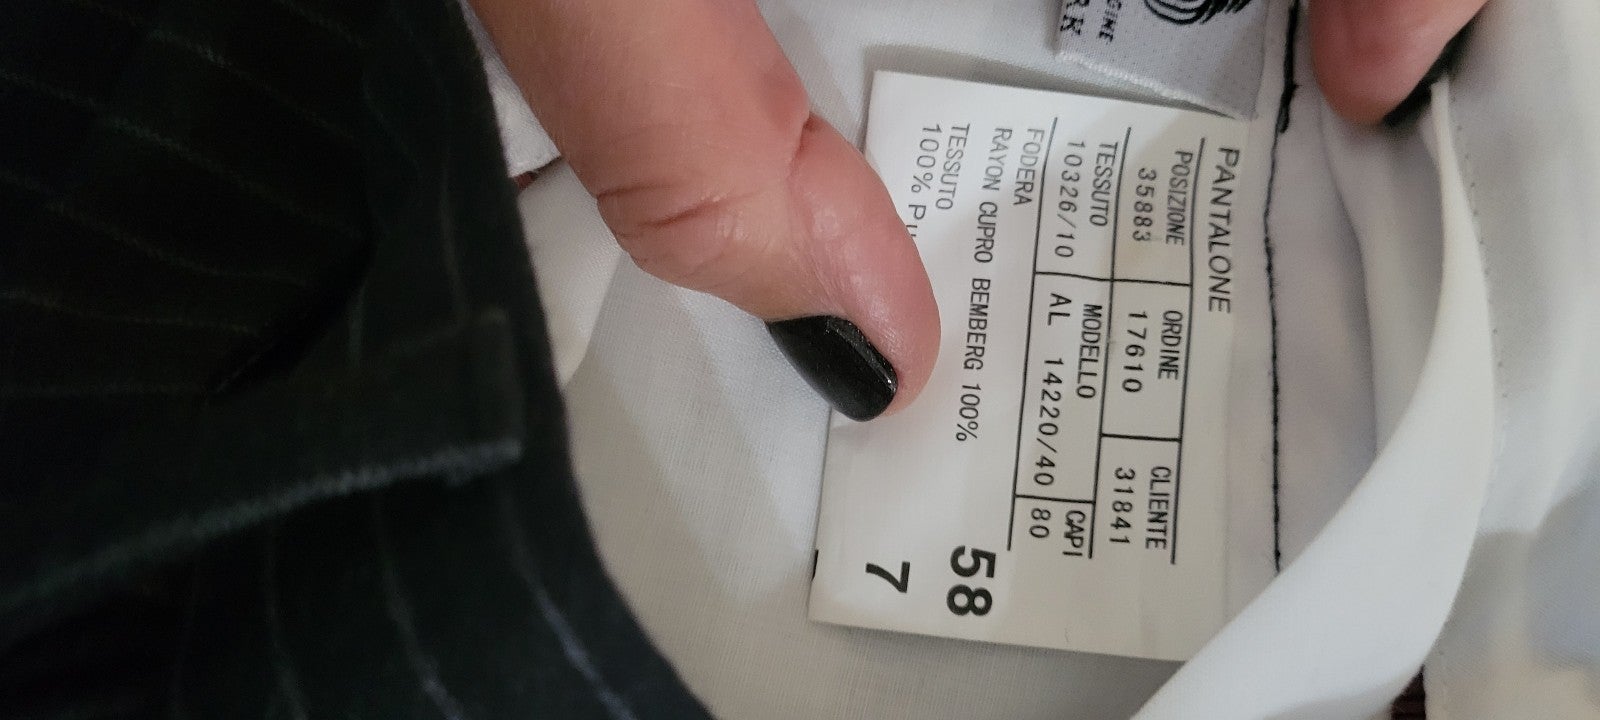 PANTALONE
POSIZIONE ORDINE CLIENTE
35883 17610 31841
TESSUTO MODELLO CAPI
10326/10 AL 14220/40 80
FODERA
RAYON CUPRO BEMBERG 100%
58
TESSUTO
100%
7